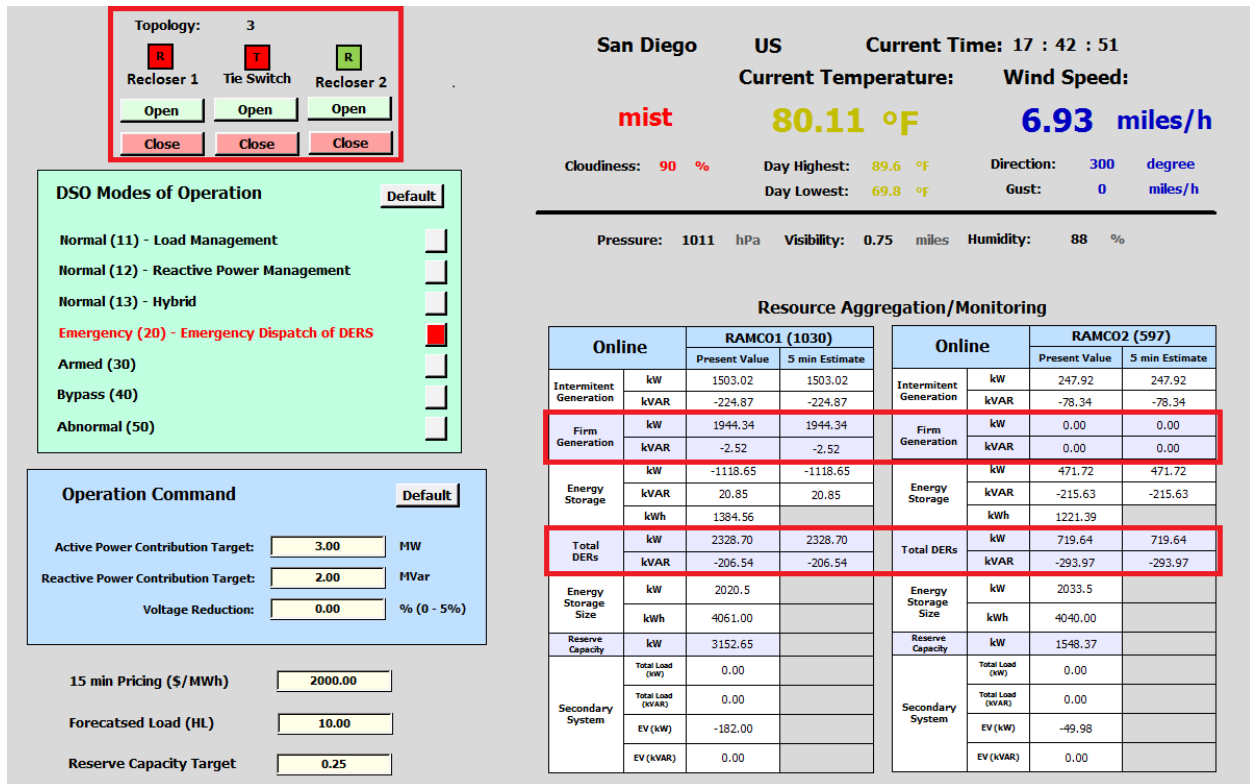 Topology: 3
R T R
Recloser 1 Tie Switch Recloser 2
Open Open Open
Close Close Close
DSO Modes of Operation Default
Normal (11) - Load Management
Normal (12) - Reactive Power Management
Normal (13) - Hybrid
Emergency (20) - Emergency Dispatch of DERS
Armed (30)
Bypass (40)
Abnormal (50)
Operation Command Default
Active Power Contribution Target: 3.00 MW
Reactive Power Contribution Target: 2.00 MVar
Voltage Reduction: 0.00 % (0 - 5%)
15 min Pricing ($/MWh) 2000.00
Forecatsed Load (HL) 10.00
Reserve Capacity Target 0.25
San Diego US Current Time: 17 : 42 : 51
Current Temperature: Wind Speed:
mist 80.11 ºF 6.93 miles/h
Cloudiness: 90 % Day Highest: 89.6 ºF Direction: 300 degree
Day Lowest: 69.8 ºF Gust: 0 miles/h
Pressure: 1011 hPa Visibility: 0.75 miles Humidity: 88 %
Resource Aggregation/Monitoring
Online RAMCO1 (1030)
Present Value 5 min Estimate
Intermitent Generation kW 1503.02 1503.02
kVAR -224.87 -224.87
Firm Generation kW 1944.34 1944.34
kVAR -2.52 -2.52
Energy Storage kW -1118.65 -1118.65
kVAR 20.85 20.85
kWh 1384.56
Total DERs kW 2328.70 2328.70
kVAR -206.54 -206.54
Energy Storage Size kW 2020.5
kWh 4061.00
Reserve Capacity kW 3152.65
Secondary System Total Load (kW) 0.00
Total Load (kVAR) 0.00
EV (kW) -182.00
EV (kVAR) 0.00
Online RAMCO2 (597)
Present Value 5 min Estimate
Intermitent Generation kW 247.92 247.92
kVAR -78.34 -78.34
Firm Generation kW 0.00 0.00
kVAR 0.00 0.00
Energy Storage kW 471.72 471.72
kVAR -215.63 -215.63
kWh 1221.39
Total DERs kW 719.64 719.64
kVAR -293.97 -293.97
Energy Storage Size kW 2033.5
kWh 4040.00
Reserve Capacity kW 1548.37
Secondary System Total Load (kW) 0.00
Total Load (kVAR) 0.00
EV (kW) -49.98
EV (kVAR) 0.00